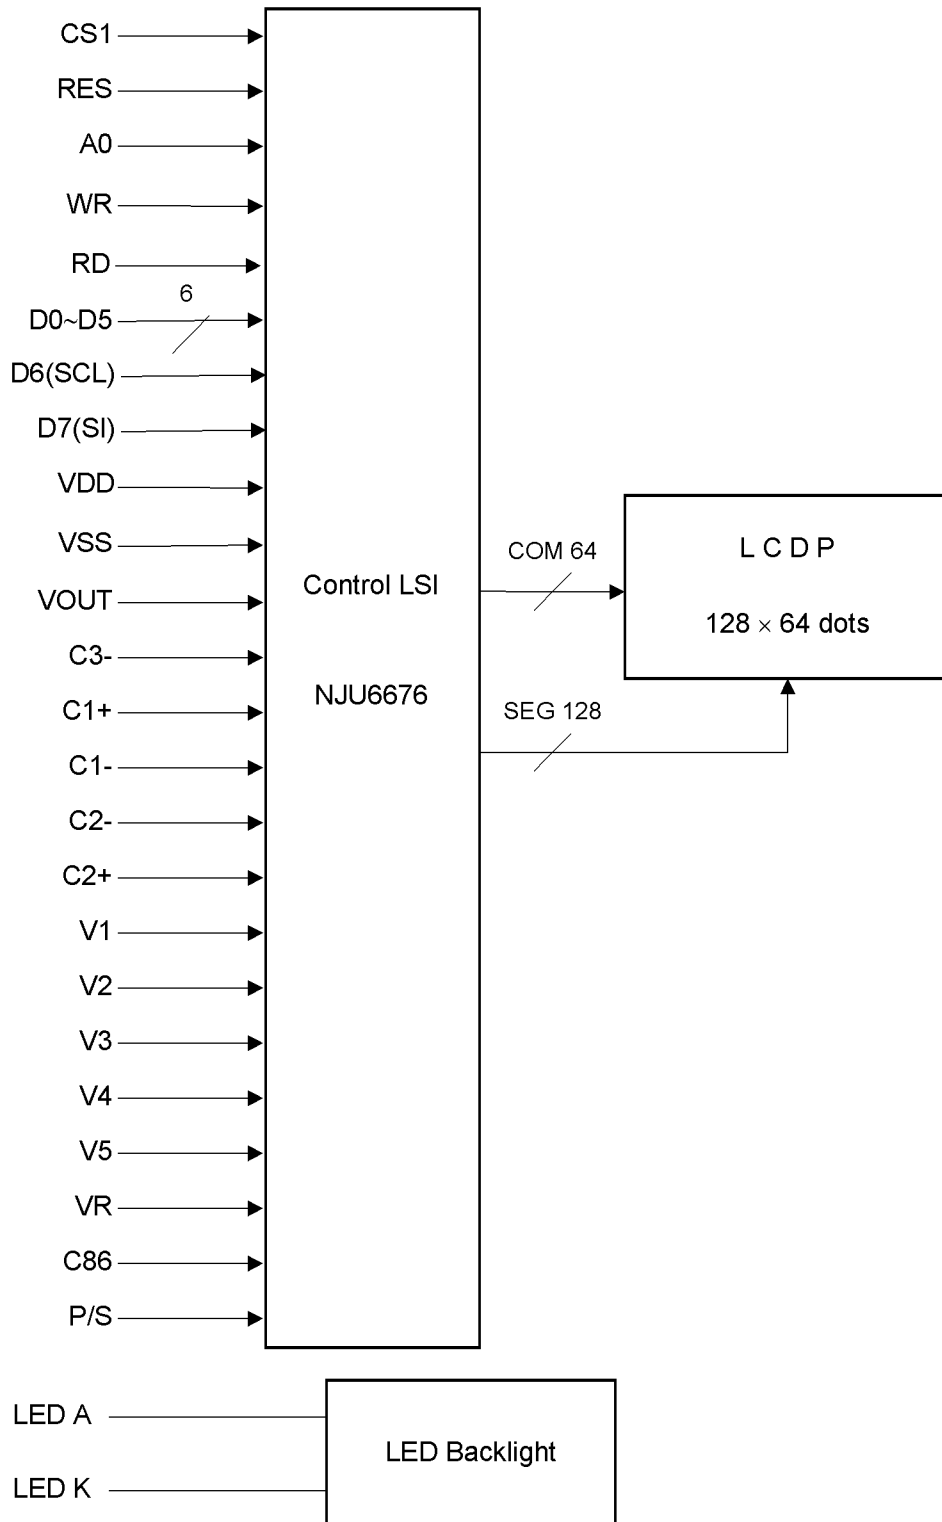 CS1
RES
A0
WR
RD
6
D0~D5
D6(SCL)
D7(SI)
VDD
VSS
VOUT
C3-
C1+
C1-
C2-
C2+
V1
V2
V3
V4
V5
VR
C86
P/S
Control LSI
NJU6676
COM 64
SEG 128
L C D P
128 × 64 dots
LED A
LED K
LED Backlight